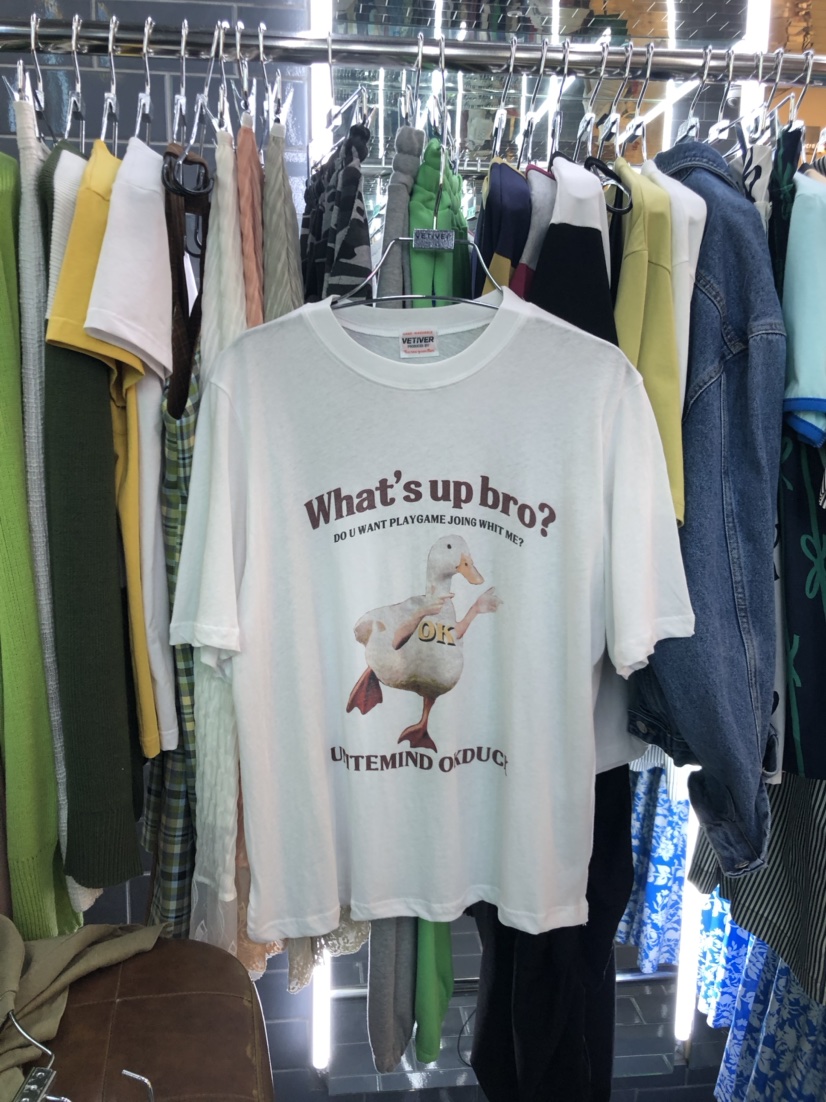 VETIVER
VETIVER
What's up bro?
DO U WANT PLAYGAME JOING WHIT ME?
OK